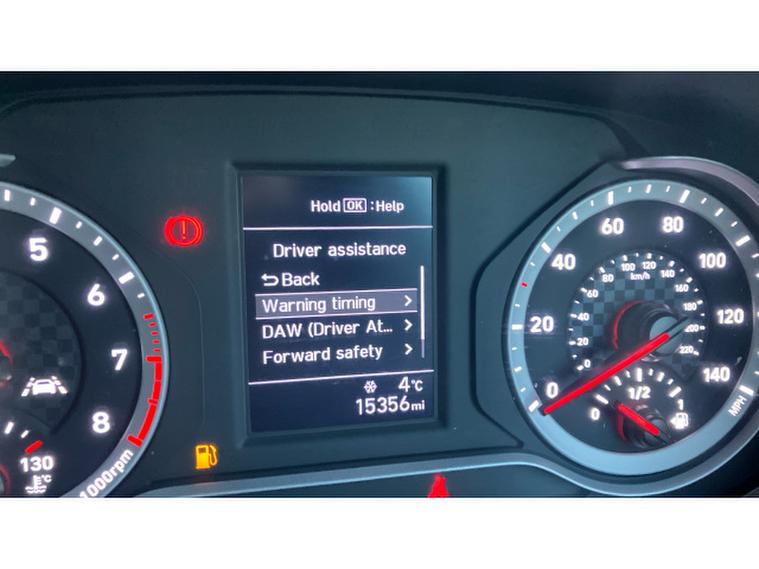 Hold OK :Help
Driver assistance
Back
Warning timing
DAW (Driver At...
Forward safety
4°C
15356mi
5
6
7
8
1000rpm
130
°C
0
20
40
60
80
100
120
140
MPH
0
20
40
60
80
100
120
140
160
180
200
220
km/h
0
1/2
1